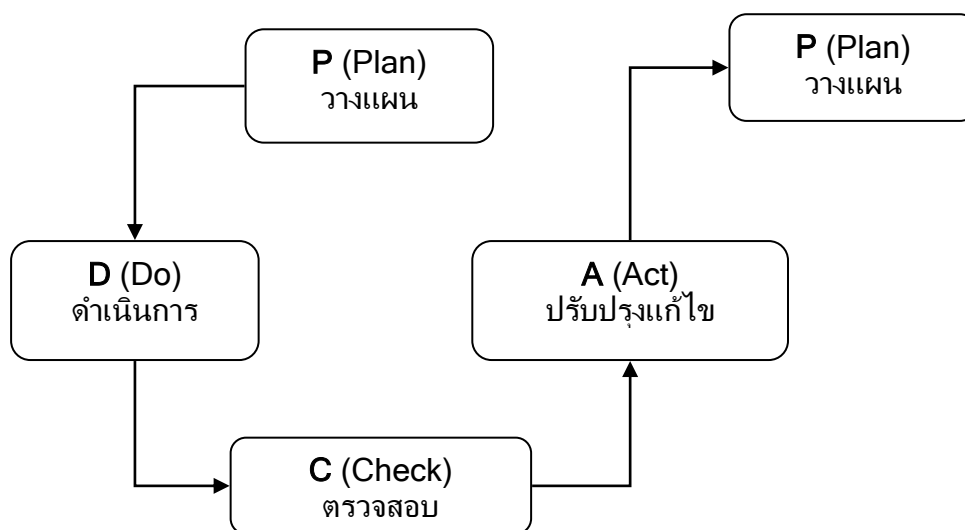 P (Plan)
วางแผน
P (Plan)
วางแผน
D (Do)
ดำเนินการ
A (Act)
ปรับปรุงแก้ไข
C (Check)
ตรวจสอบ